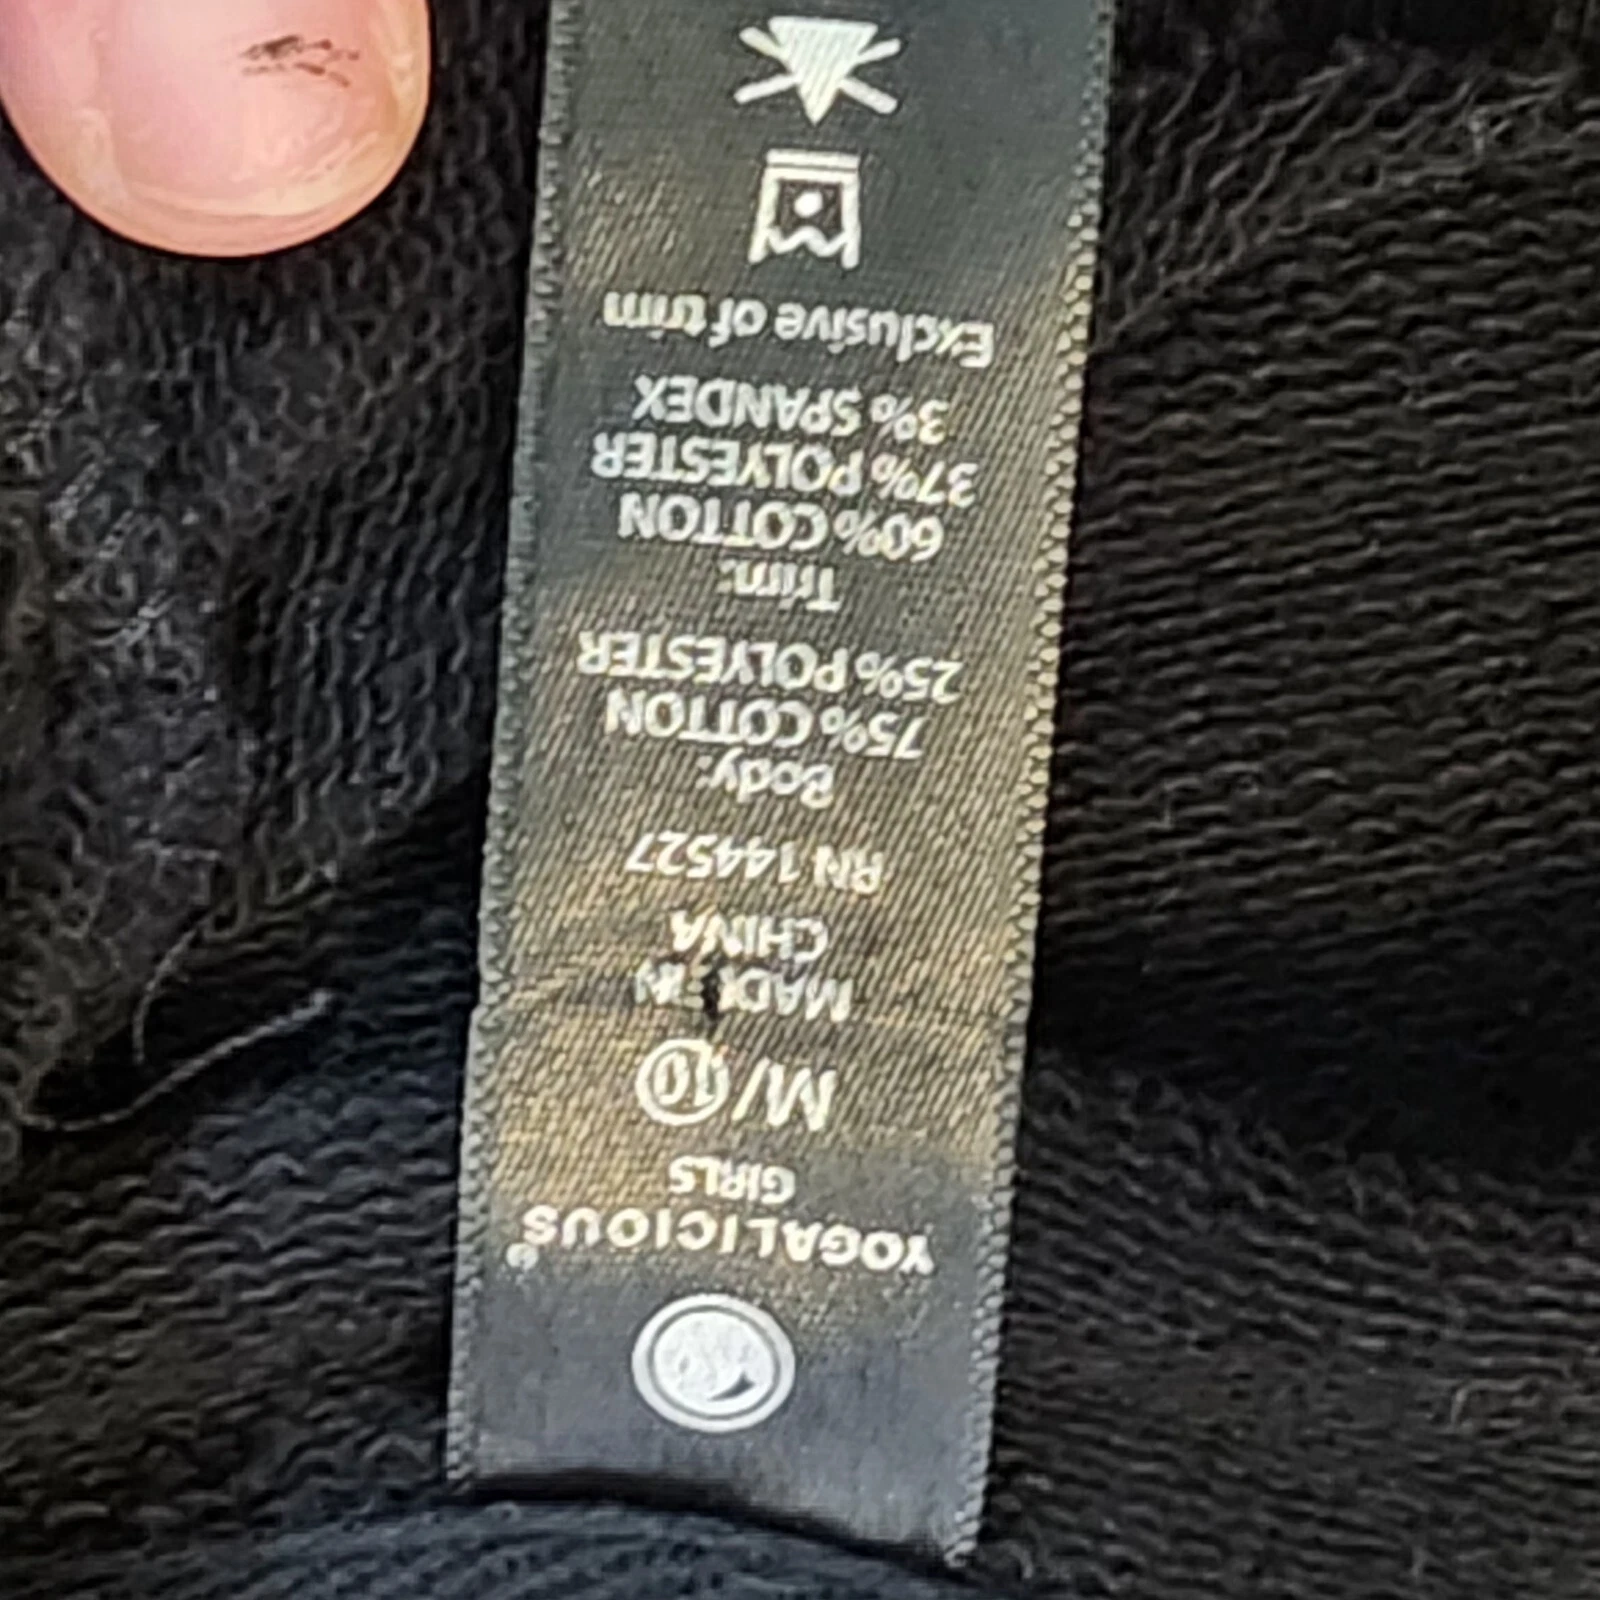 YOGALICIOUS®
GIRLS
M/10
MADE IN
CHINA
RN 144527
Body:
75% COTTON
25% POLYESTER
Trim:
60% COTTON
37% POLYESTER
3% SPANDEX
Exclusive of trim